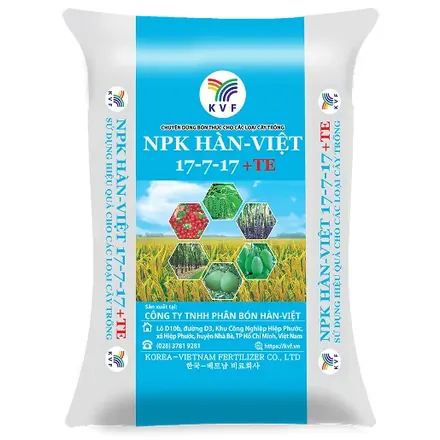 KVF
CHUYÊN DÙNG BÓN THÚC CHO CÁC LOẠI CÂY TRỒNG
NPK HÀN-VIỆT
17-7-17 +TE
Sản xuất tại:
CÔNG TY TNHH PHÂN BÓN HÀN-VIỆT
Lô D10b, đường D3, Khu Công Nghiệp Hiệp Phước,
xã Hiệp Phước, huyện Nhà Bè, TP Hồ Chí Minh, Việt Nam
(028) 3781 9281
https://kvf.vn
KOREA-VIETNAM FERTILIZER CO., LTD
한국-베트남 비료회사
NPK HÀN-VIỆT 17-7-17 +TE
SỬ DỤNG HIỆU QUẢ CHO CÁC LOẠI CÂY TRỒNG
KVF
KVF
NPK HÀN-VIỆT 17-7-17 +TE
SỬ DỤNG HIỆU QUẢ CHO CÁC LOẠI CÂY TRỒNG